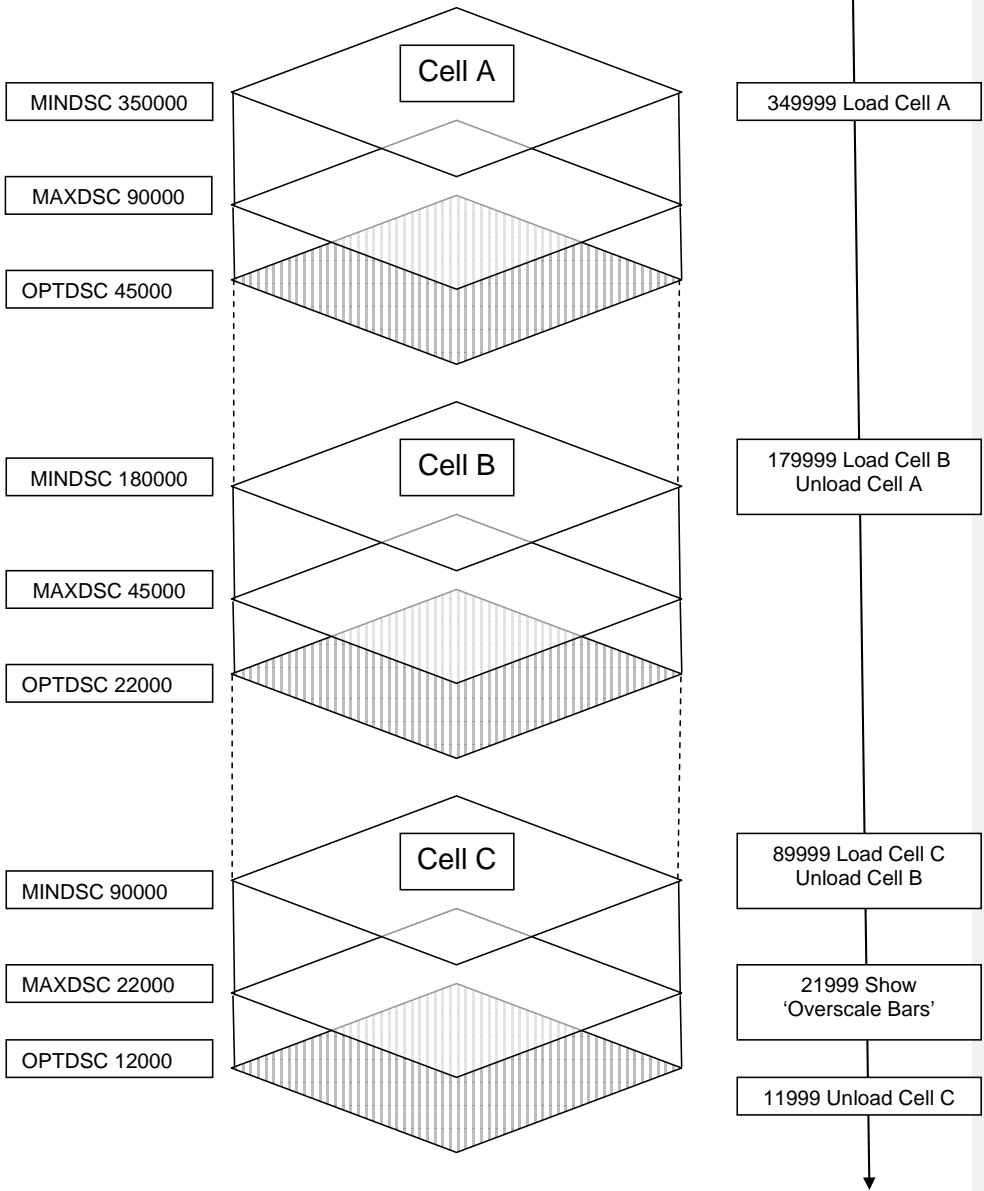 Cell A
MINDSC 350000
349999 Load Cell A
MAXDSC 90000
OPTDSC 45000
Cell B
MINDSC 180000
179999 Load Cell B
Unload Cell A
MAXDSC 45000
OPTDSC 22000
Cell C
MINDSC 90000
89999 Load Cell C
Unload Cell B
MAXDSC 22000
21999 Show
‘Overscale Bars’
OPTDSC 12000
11999 Unload Cell C